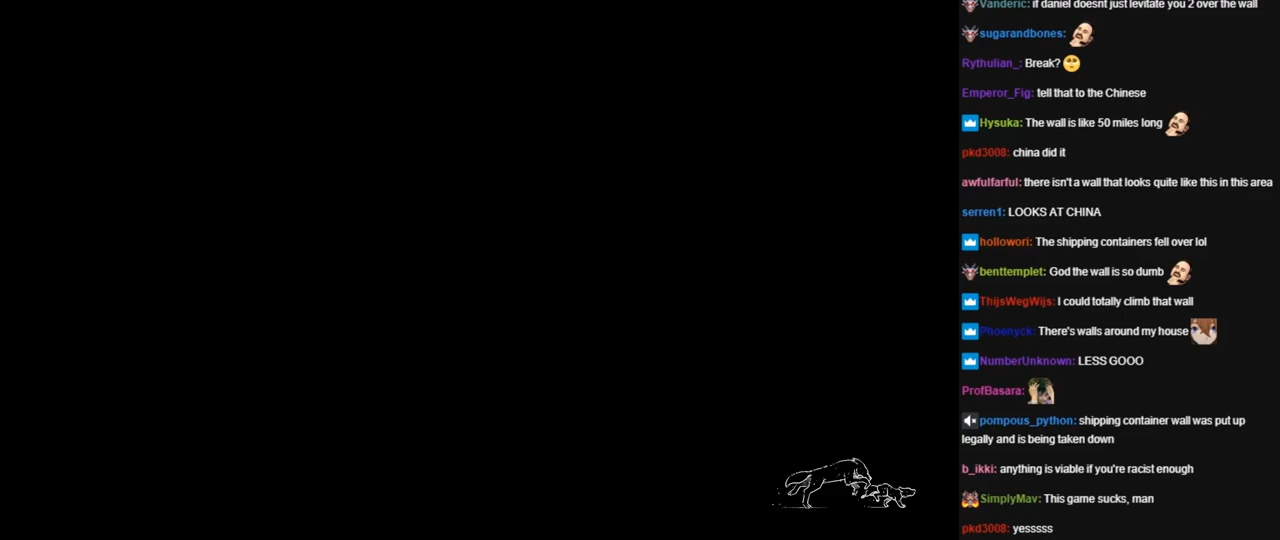 Vanderic: if daniel doesnt just levitate you 2 over the wall
sugarandbones:
Rythulian_: Break?
Emperor_Fig: tell that to the Chinese
Hysuka: The wall is like 50 miles long
pkd3008: china did it
awfulfarful: there isn't a wall that looks quite like this in this area
serren1: LOOKS AT CHINA
hollowori: The shipping containers fell over lol
benttemplet: God the wall is so dumb
ThijsWegWijs: I could totally climb that wall
Phoenyck: There's walls around my house
NumberUnknown: LESS GOOO
ProfBasara:
pompous_python: shipping container wall was put up
legally and is being taken down
b_ikki: anything is viable if you're racist enough
SimplyMav: This game sucks, man
pkd3008: yesssss